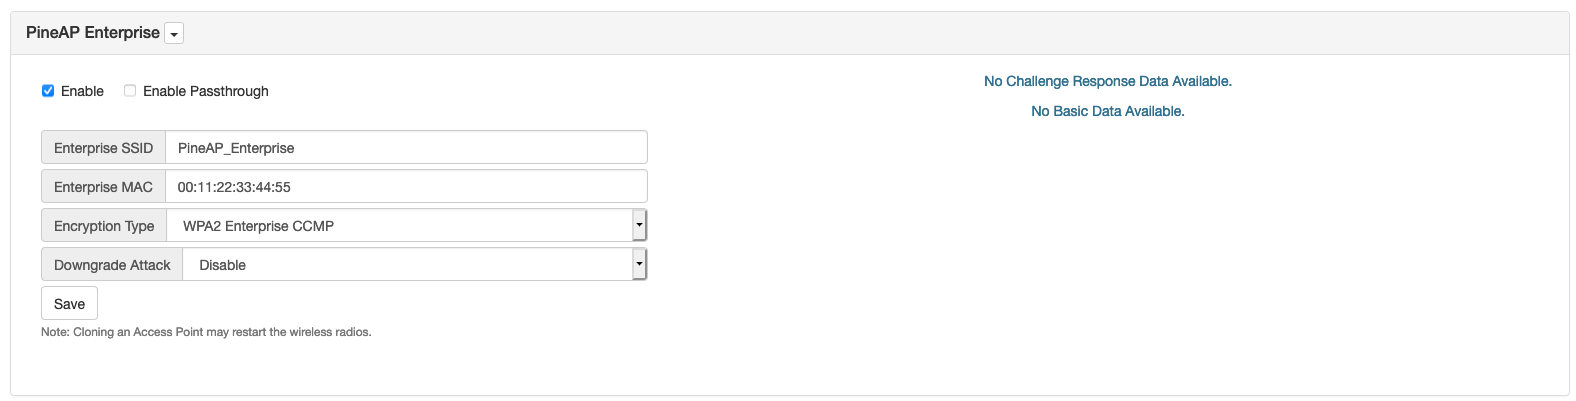 PineAP Enterprise
Enable Enable Passthrough
Enterprise SSID PineAP_Enterprise
Enterprise MAC 00:11:22:33:44:55
Encryption Type WPA2 Enterprise CCMP
Downgrade Attack Disable
Save
Note: Cloning an Access Point may restart the wireless radios.
No Challenge Response Data Available.
No Basic Data Available.